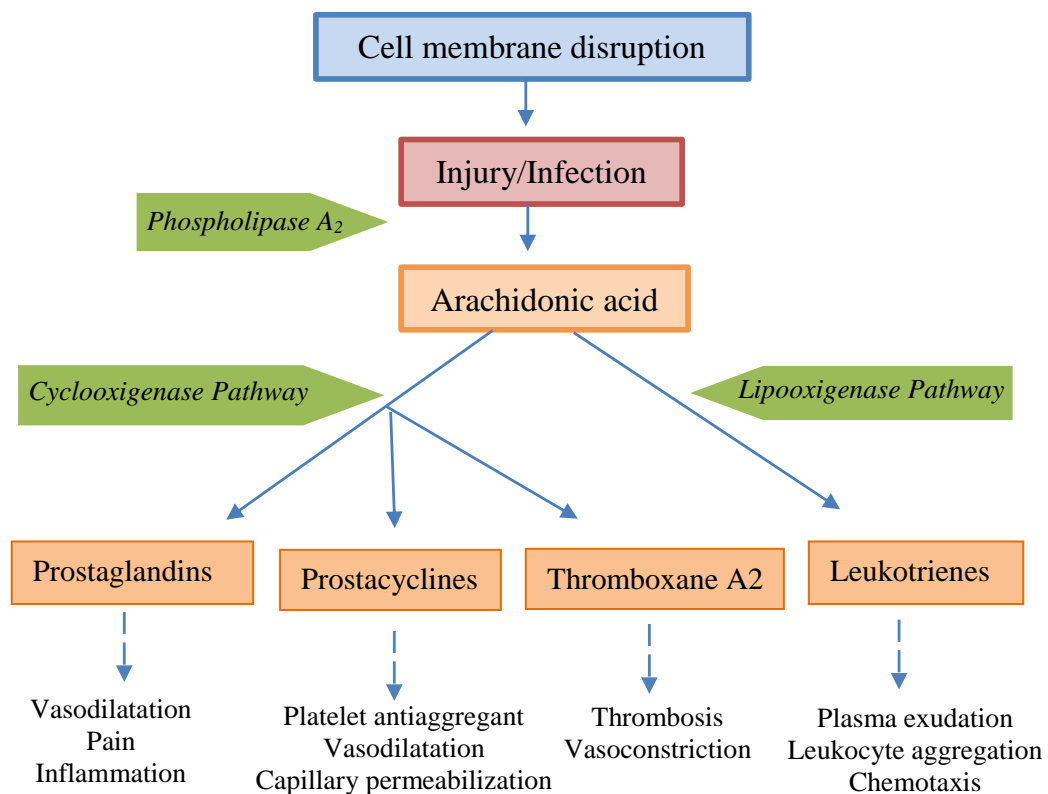 Cell membrane disruption
Injury/Infection
Phospholipase A2
Arachidonic acid
Cyclooxigenase Pathway
Lipooxigenase Pathway
Prostaglandins
Prostacyclines
Thromboxane A2
Leukotrienes
Vasodilatation
Pain
Inflammation
Platelet antiaggregant
Vasodilatation
Capillary permeabilization
Thrombosis
Vasoconstriction
Plasma exudation
Leukocyte aggregation
Chemotaxis